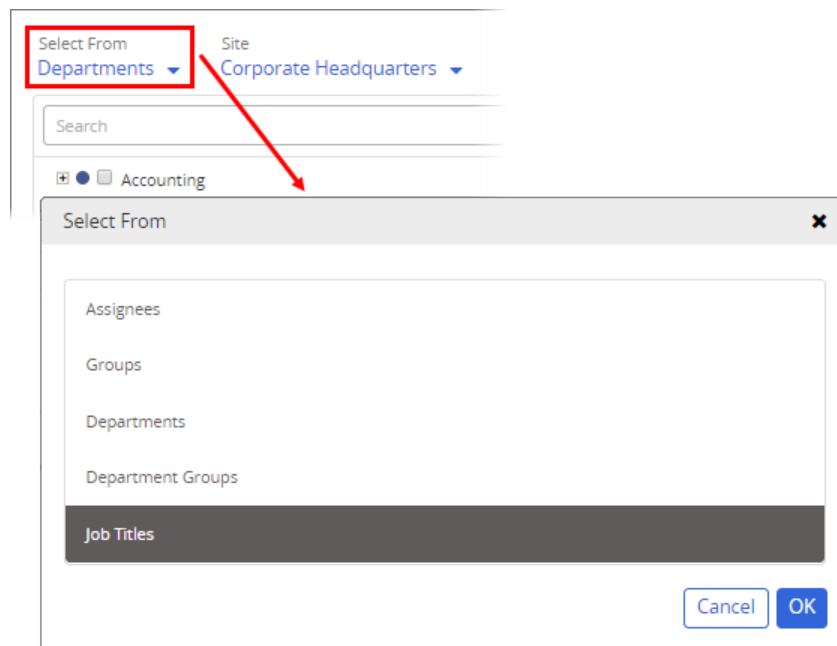 Select From Site
Departments Corporate Headquarters
Search
Accounting
Select From
Assignees
Groups
Departments
Department Groups
Job Titles
Cancel OK